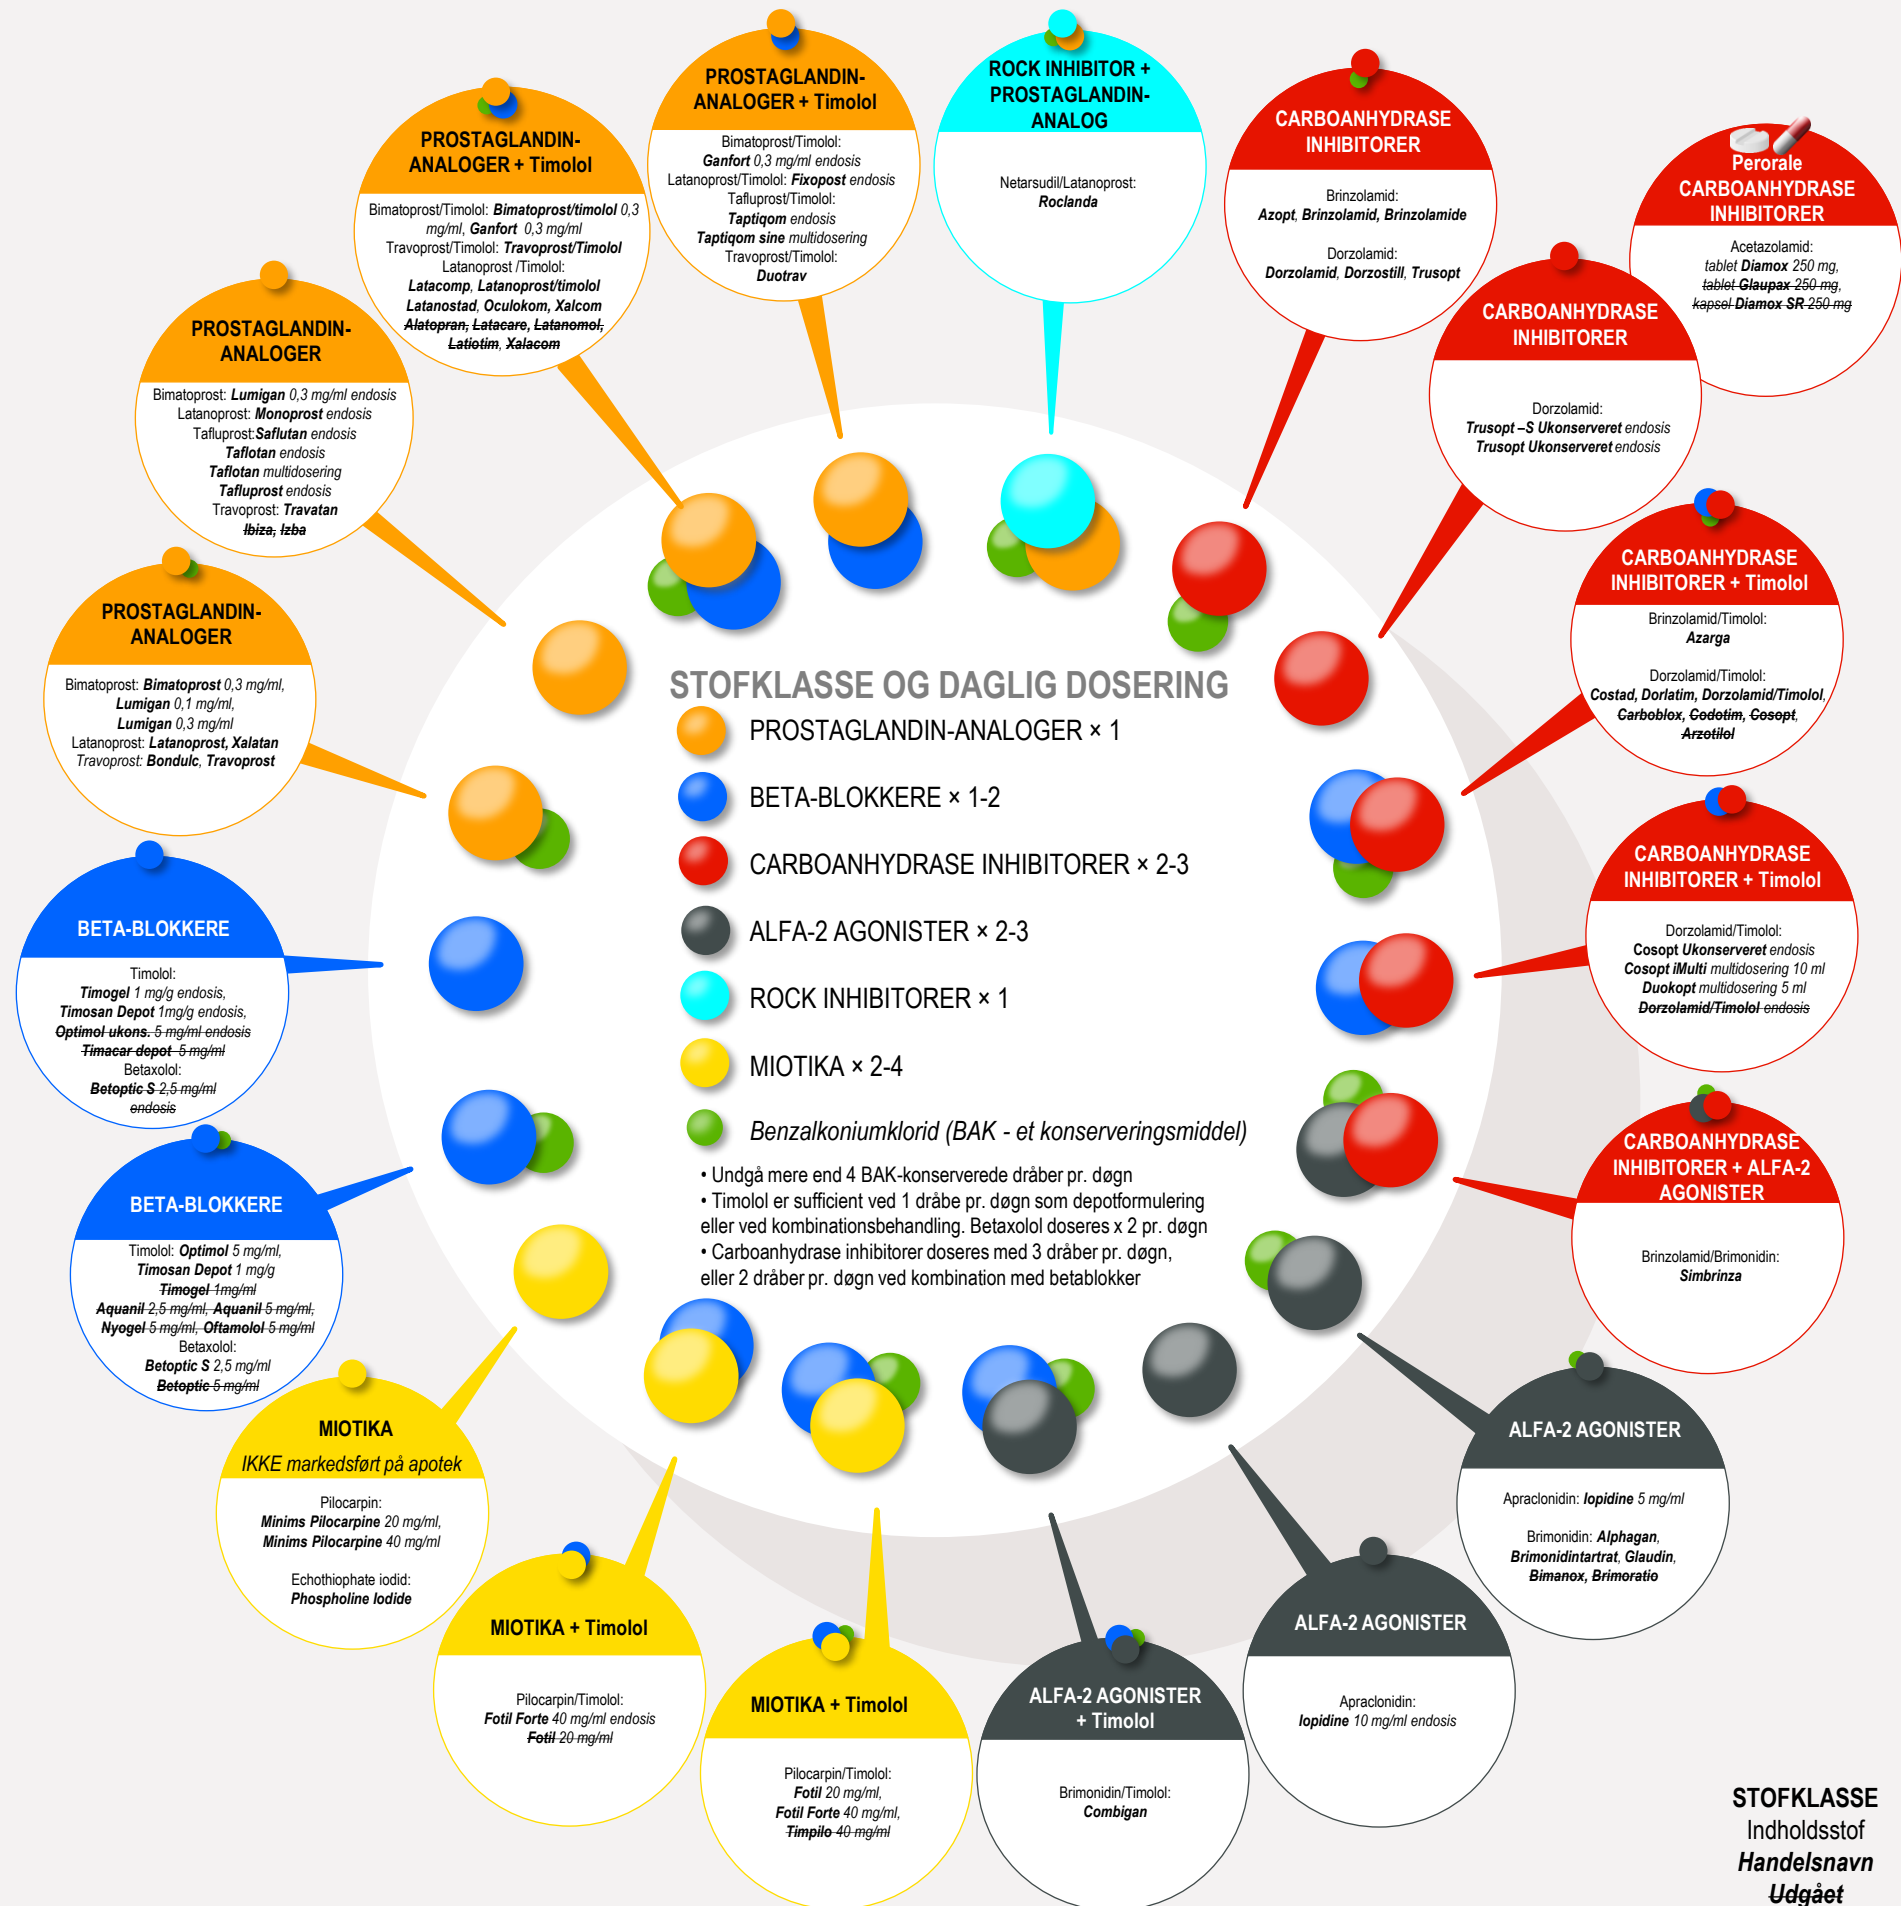 PROSTAGLANDIN-
ANALOGER + Timolol
Bimatoprost/Timolol:
Ganfort 0,3 mg/ml endosis
Latanoprost/Timolol: Fixopost endosis
Tafluprost/Timolol:
Taptiqom endosis
Taptiqom sine multidosering
Travoprost/Timolol:
Duotrav
ROCK INHIBITOR +
PROSTAGLANDIN-
ANALOG
Netarsudil/Latanoprost:
Roclanda
CARBOANHYDRASE
INHIBITORER
Brinzolamid:
Azopt, Brinzolamid, Brinzolamide
Dorzolamid:
Dorzolamid, Dorzostill, Trusopt
Perorale
CARBOANHYDRASE
INHIBITORER
Acetazolamid:
tablet Diamox 250 mg,
tablet Glaupax 250 mg,
kapsel Diamox SR 250 mg
CARBOANHYDRASE
INHIBITORER
Dorzolamid:
Trusopt –S Ukonserveret endosis
Trusopt Ukonserveret endosis
CARBOANHYDRASE
INHIBITORER + Timolol
Brinzolamid/Timolol:
Azarga
Dorzolamid/Timolol:
Costad, Dorlatim, Dorzolamid/Timolol,
Carboblox, Codotim, Cosopt,
Arzotilol
CARBOANHYDRASE
INHIBITORER + Timolol
Dorzolamid/Timolol:
Cosopt Ukonserveret endosis
Cosopt iMulti multidosering 10 ml
Duokopt multidosering 5 ml
Dorzolamid/Timolol endosis
CARBOANHYDRASE
INHIBITORER + ALFA-2
AGONISTER
Brinzolamid/Brimonidin:
Simbrinza
ALFA-2 AGONISTER
Apraclonidin: Iopidine 5 mg/ml
Brimonidin: Alphagan,
Brimonidintartrat, Glaudin,
Bimanox, Brimoratio
ALFA-2 AGONISTER
Apraclonidin:
Iopidine 10 mg/ml endosis
ALFA-2 AGONISTER
+ Timolol
Brimonidin/Timolol:
Combigan
MIOTIKA + Timolol
Pilocarpin/Timolol:
Fotil 20 mg/ml,
Fotil Forte 40 mg/ml,
Timpilo 40 mg/ml
MIOTIKA + Timolol
Pilocarpin/Timolol:
Fotil Forte 40 mg/ml endosis
Fotil 20 mg/ml
MIOTIKA
IKKE markedsført på apotek
Pilocarpin:
Minims Pilocarpine 20 mg/ml,
Minims Pilocarpine 40 mg/ml
Echothiophate iodid:
Phospholine Iodide
BETA-BLOKKERE
Timolol: Optimol 5 mg/ml,
Timosan Depot 1 mg/g
Timogel 1mg/ml
Aquanil 2,5 mg/ml, Aquanil 5 mg/ml,
Nyogel 5 mg/ml, Oftamolol 5 mg/ml
Betaxolol:
Betoptic S 2,5 mg/ml
Betoptic 5 mg/ml
BETA-BLOKKERE
Timolol:
Timogel 1 mg/g endosis,
Timosan Depot 1mg/g endosis,
Optimol ukons. 5 mg/ml endosis
Timacar depot 5 mg/ml
Betaxolol:
Betoptic S 2,5 mg/ml
endosis
PROSTAGLANDIN-
ANALOGER
Bimatoprost: Bimatoprost 0,3 mg/ml,
Lumigan 0,1 mg/ml,
Lumigan 0,3 mg/ml
Latanoprost: Latanoprost, Xalatan
Travoprost: Bondulc, Travoprost
PROSTAGLANDIN-
ANALOGER
Bimatoprost: Lumigan 0,3 mg/ml endosis
Latanoprost: Monoprost endosis
Tafluprost:Saflutan endosis
Taflotan endosis
Taflotan multidosering
Tafluprost endosis
Travoprost: Travatan
Ibiza, Izba
PROSTAGLANDIN-
ANALOGER + Timolol
Bimatoprost/Timolol: Bimatoprost/timolol 0,3
mg/ml, Ganfort 0,3 mg/ml
Travoprost/Timolol: Travoprost/Timolol
Latanoprost /Timolol:
Latacomp, Latanoprost/timolol
Latanostad, Oculokom, Xalcom
Alatopran, Latacare, Latanomol,
Latiotim, Xalacom
STOFKLASSE OG DAGLIG DOSERING
PROSTAGLANDIN-ANALOGER × 1
BETA-BLOKKERE × 1-2
CARBOANHYDRASE INHIBITORER × 2-3
ALFA-2 AGONISTER × 2-3
ROCK INHIBITORER × 1
MIOTIKA × 2-4
Benzalkoniumklorid (BAK - et konserveringsmiddel)
• Undgå mere end 4 BAK-konserverede dråber pr. døgn
• Timolol er sufficient ved 1 dråbe pr. døgn som depotformulering
eller ved kombinationsbehandling. Betaxolol doseres x 2 pr. døgn
• Carboanhydrase inhibitorer doseres med 3 dråber pr. døgn,
eller 2 dråber pr. døgn ved kombination med betablokker
STOFKLASSE
Indholdsstof
Handelsnavn
Udgået